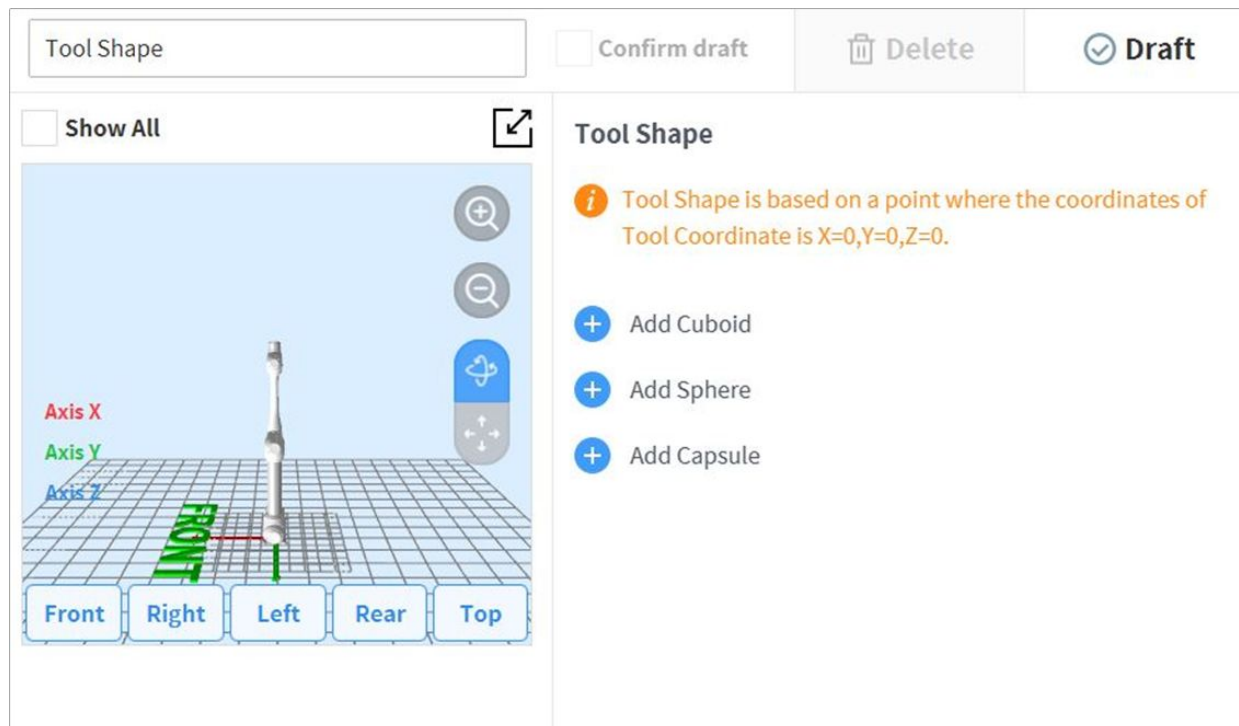 Tool Shape
Confirm draft
Delete
Draft
Show All
Axis X
Axis Y
Axis Z
FRONT
Front
Right
Left
Rear
Top
Tool Shape
Tool Shape is based on a point where the coordinates of
Tool Coordinate is X=0,Y=0,Z=0.
Add Cuboid
Add Sphere
Add Capsule